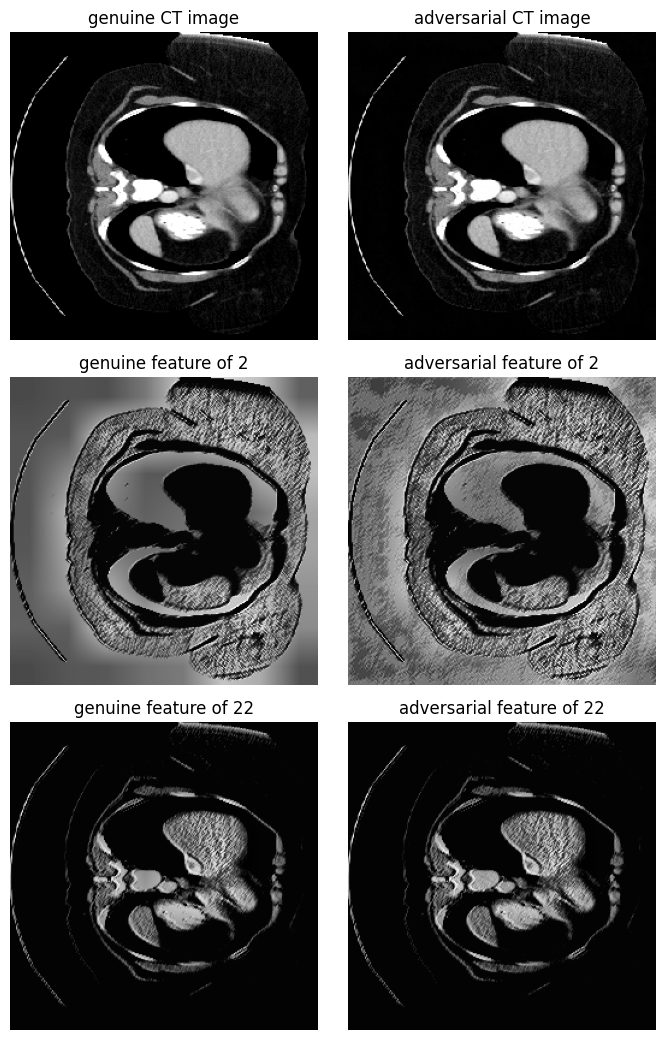 genuine CT image
adversarial CT image
genuine feature of 2
adversarial feature of 2
genuine feature of 22
adversarial feature of 22